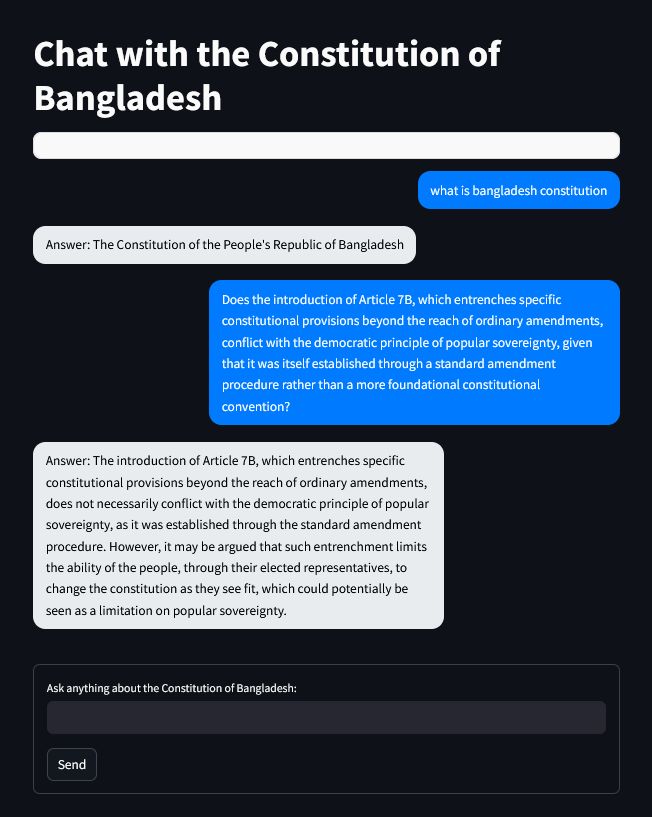 Chat with the Constitution of
Bangladesh
what is bangladesh constitution
Answer: The Constitution of the People's Republic of Bangladesh
Does the introduction of Article 7B, which entrenches specific
constitutional provisions beyond the reach of ordinary amendments,
conflict with the democratic principle of popular sovereignty, given
that it was itself established through a standard amendment
procedure rather than a more foundational constitutional
convention?
Answer: The introduction of Article 7B, which entrenches specific
constitutional provisions beyond the reach of ordinary amendments,
does not necessarily conflict with the democratic principle of popular
sovereignty, as it was established through the standard amendment
procedure. However, it may be argued that such entrenchment limits
the ability of the people, through their elected representatives, to
change the constitution as they see fit, which could potentially be
seen as a limitation on popular sovereignty.
Ask anything about the Constitution of Bangladesh:
Send